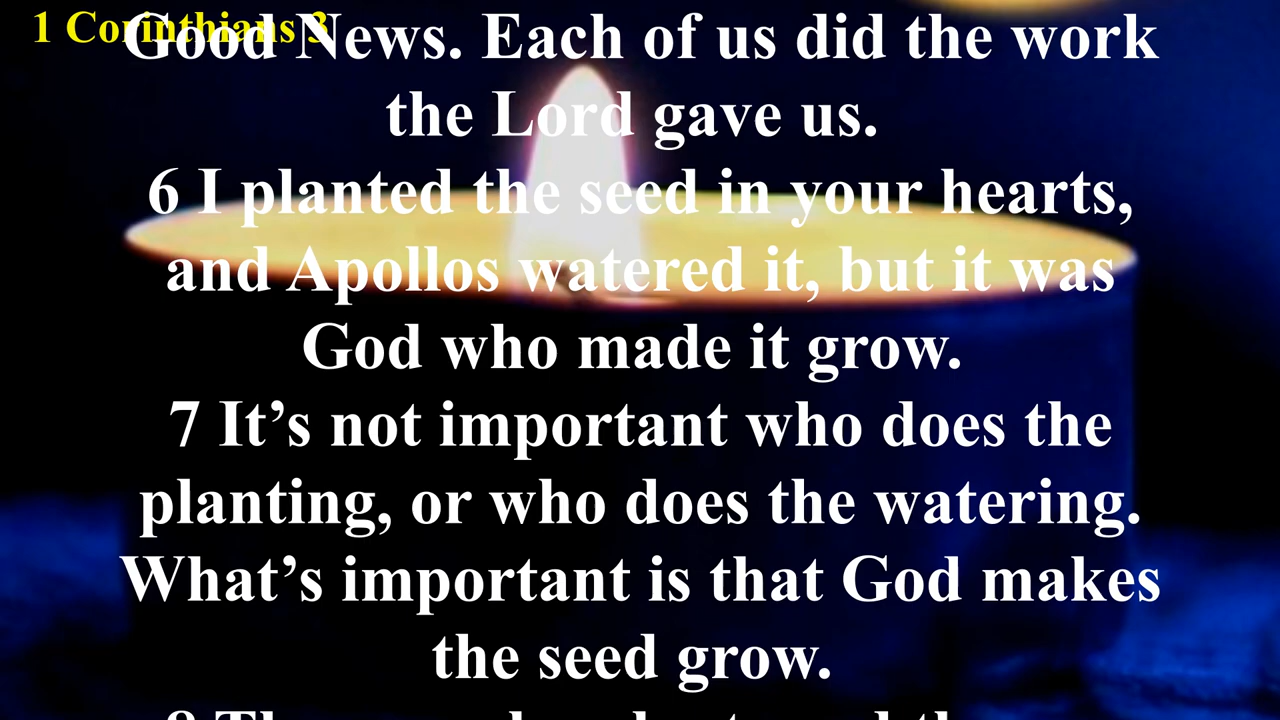 1 Corinthians 3
Good News. Each of us did the work
the Lord gave us.
6 I planted the seed in your hearts,
and Apollos watered it, but it was
God who made it grow.
7 It’s not important who does the
planting, or who does the watering.
What’s important is that God makes
the seed grow.